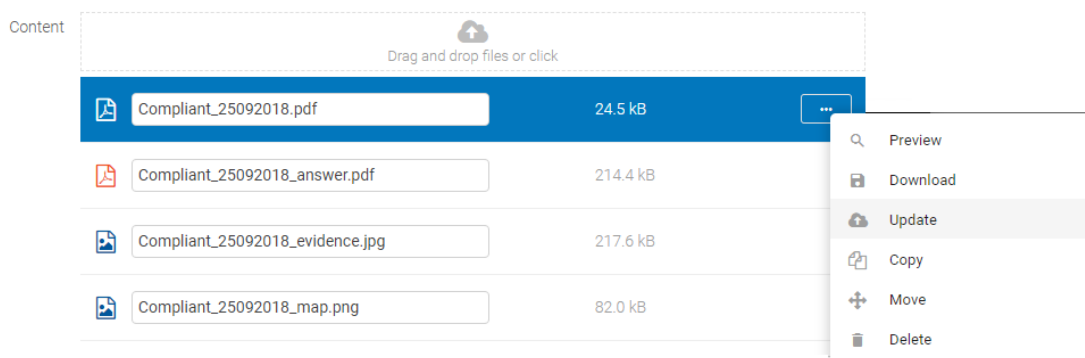 Content
Drag and drop files or click
Compliant_25092018.pdf 24.5 kB ...
Compliant_25092018_answer.pdf 214.4 kB
Compliant_25092018_evidence.jpg 217.6 kB
Compliant_25092018_map.png 82.0 kB
Preview
Download
Update
Copy
Move
Delete